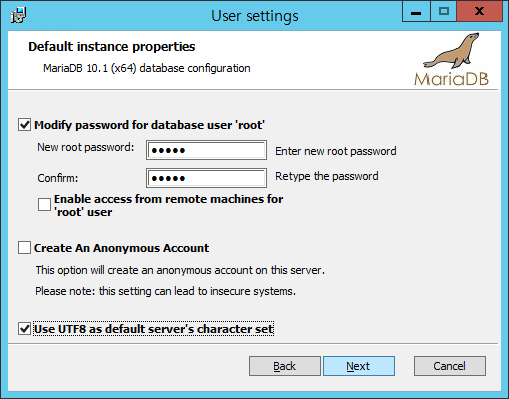 User settings
Default instance properties
MariaDB 10.1 (x64) database configuration
MariaDB
Modify password for database user 'root'
New root password: ●●●●● Enter new root password
Confirm: ●●●●● Retype the password
Enable access from remote machines for
'root' user
Create An Anonymous Account
This option will create an anonymous account on this server.
Please note: this setting can lead to insecure systems.
Use UTF8 as default server's character set
Back Next Cancel